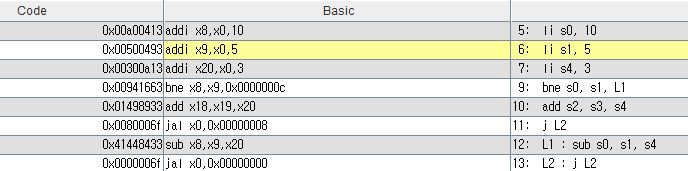 Code Basic
0x00a00413 addi x8,x0,10 5: li s0, 10
0x00500493 addi x9,x0,5 6: li s1, 5
0x00300a13 addi x20,x0,3 7: li s4, 3
0x00941663 bne x8,x9,0x0000000c 9: bne s0, s1, L1
0x01498933 add x18,x19,x20 10: add s2, s3, s4
0x0080006f jal x0,0x00000008 11: j L2
0x41448433 sub x8,x9,x20 12: L1 : sub s0, s1, s4
0x0000006f jal x0,0x00000000 13: L2 : j L2